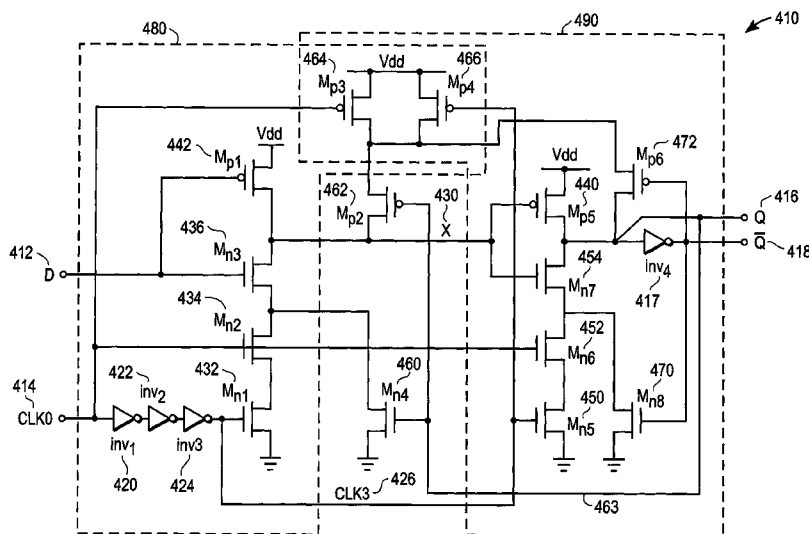 480
490
410
464
Vdd
466
Mp3
Mp4
442
Vdd
Mp1
472
Mp6
Vdd
462
430
440
416
Mp2
Mp5
Q
436
X
Q̅
418
Mn3
454
412
inv4
D
Mn7
417
434
452
Mn2
460
Mn6
470
422
inv2
432
Mn4
450
Mn8
414
Mn1
CLK0
Mn5
inv1
inv3
426
420
424
CLK3
463